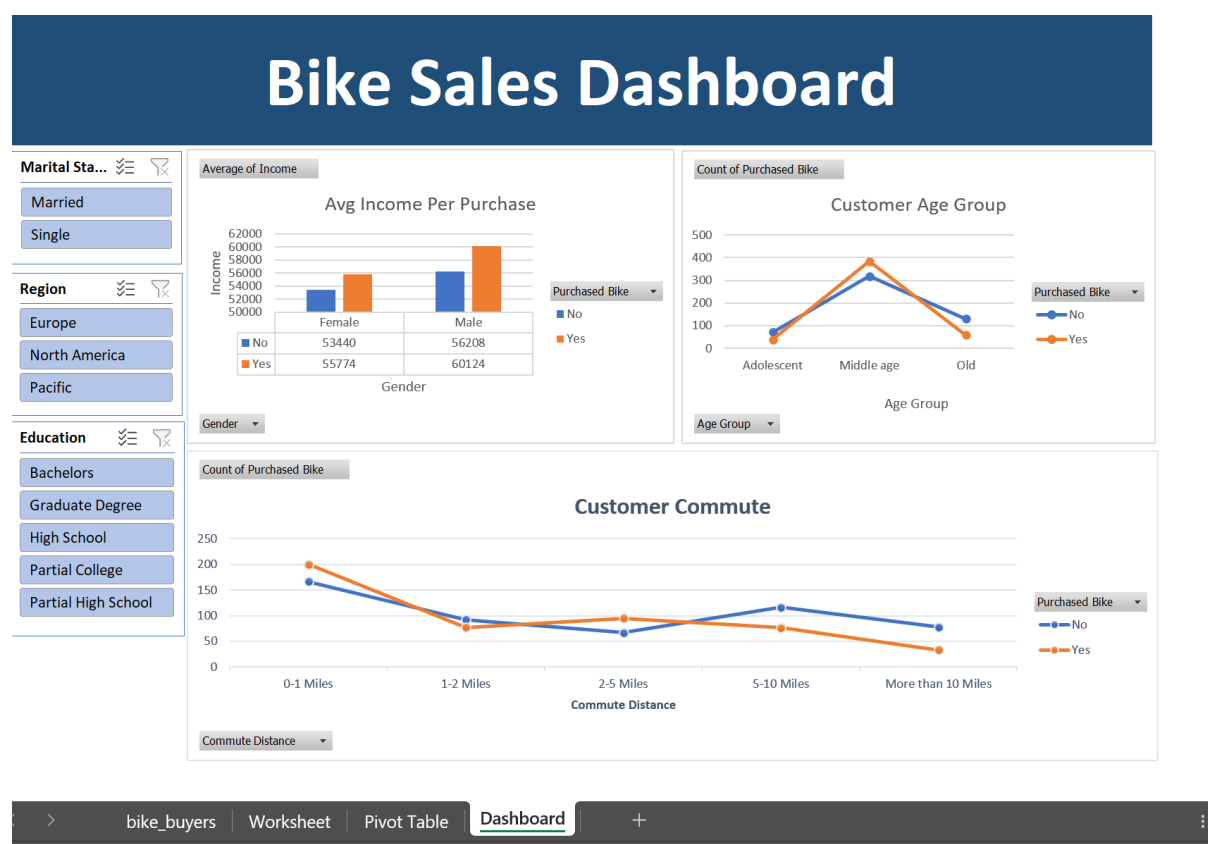 Bike Sales Dashboard
Marital Sta...
Married
Single
Region
Europe
North America
Pacific
Education
Bachelors
Graduate Degree
High School
Partial College
Partial High School
Average of Income
Avg Income Per Purchase
Income
62000
60000
58000
56000
54000
52000
50000
Female Male
No 53440 56208
Yes 55774 60124
Gender
Purchased Bike
No
Yes
Gender
Count of Purchased Bike
Customer Age Group
500
400
300
200
100
0
Adolescent Middle age Old
Age Group
Purchased Bike
No
Yes
Age Group
Count of Purchased Bike
Customer Commute
250
200
150
100
50
0
0-1 Miles 1-2 Miles 2-5 Miles 5-10 Miles More than 10 Miles
Commute Distance
Purchased Bike
No
Yes
Commute Distance
bike_buyers Worksheet Pivot Table Dashboard